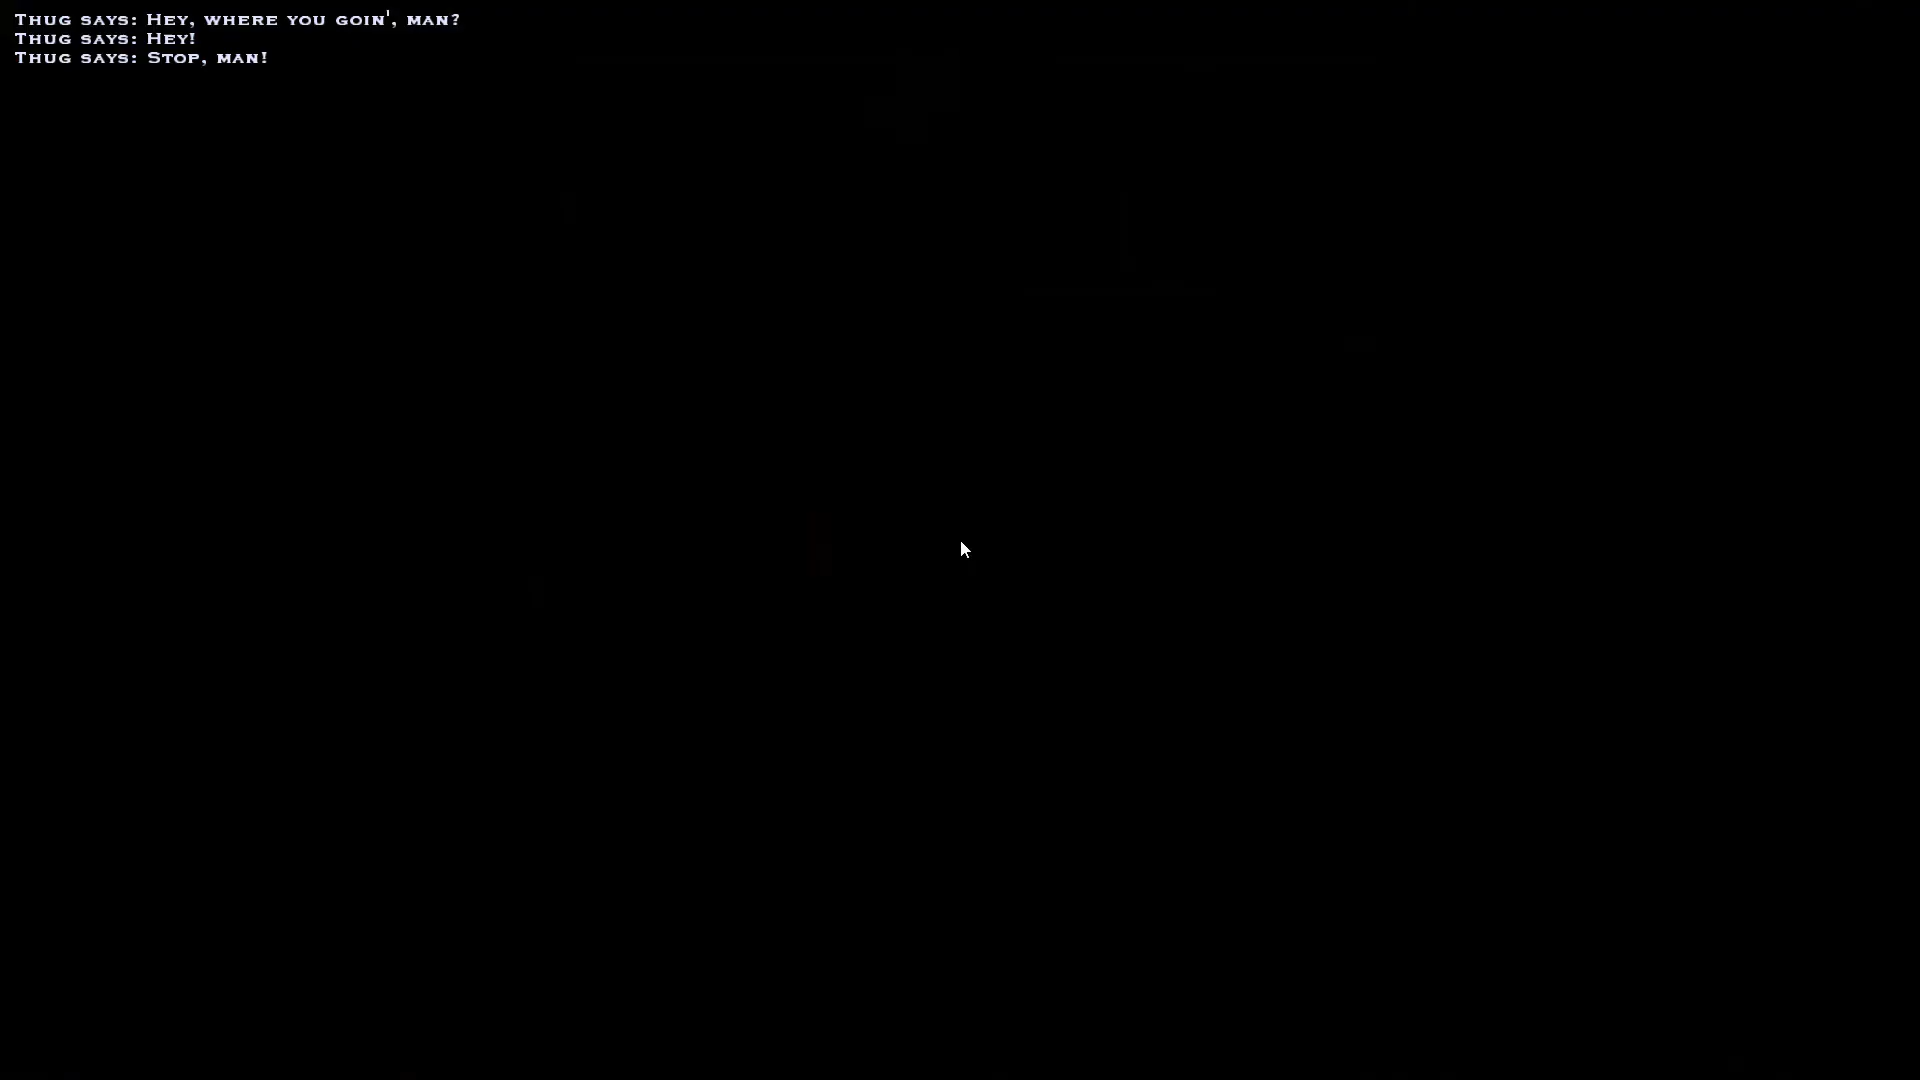 Thug says: Hey, where you goin', man?
Thug says: Hey!
Thug says: Stop, man!